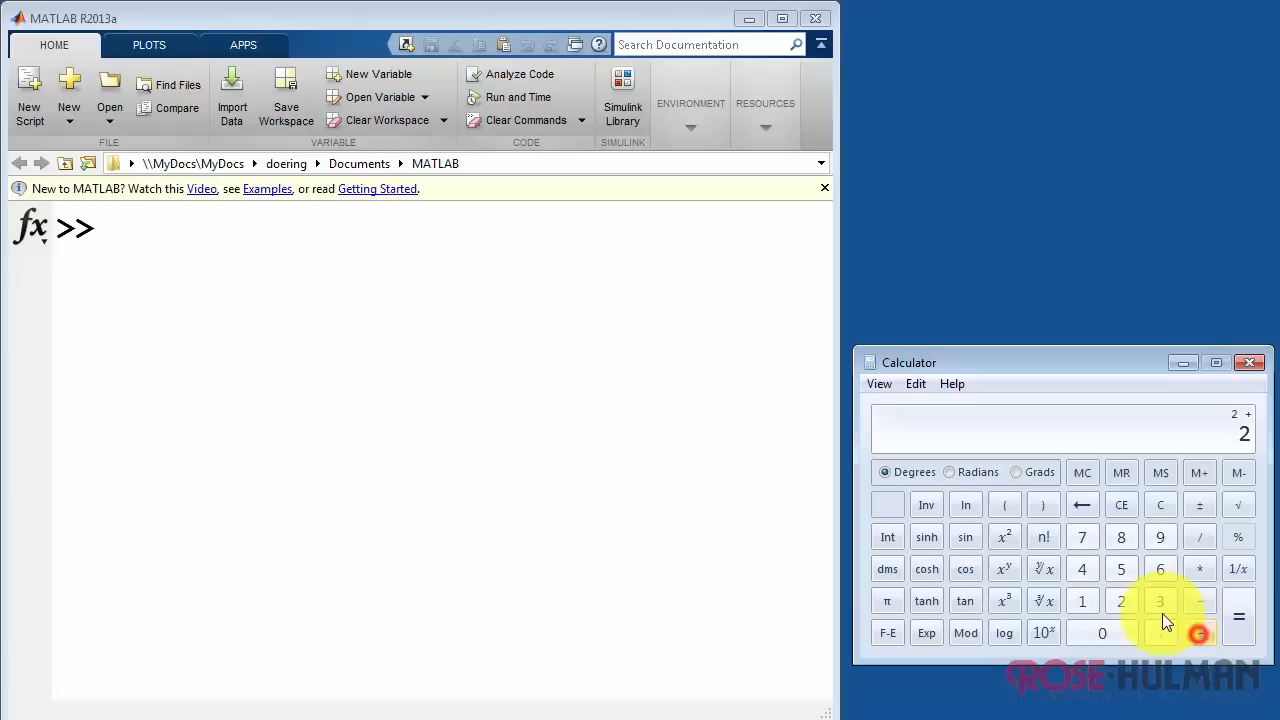 MATLAB R2013a
HOME PLOTS APPS Search Documentation
New Script New Open Find Files Compare Import Data Save Workspace New Variable Open Variable Clear Workspace Analyze Code Run and Time Clear Commands Simulink Library ENVIRONMENT RESOURCES
FILE VARIABLE CODE SIMULINK
\\MyDocs\MyDocs doering Documents MATLAB
New to MATLAB? Watch this Video, see Examples, or read Getting Started.
fx >>
Calculator
View Edit Help
2 +
2
Degrees Radians Grads MC MR MS M+ M-
Inv ln ( ) ← CE C ± √
Int sinh sin x² n! 7 8 9 / %
dms cosh cos xʸ ʸ√x 4 5 6 * 1/x
π tanh tan x³ ³√x 1 2 3 - =
F-E Exp Mod log 10ˣ 0 . +
ROSE-HULMAN